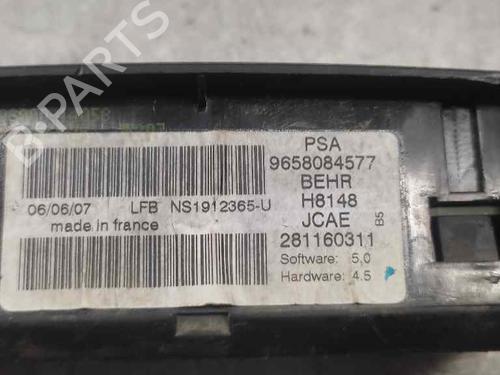 PSA
9658084577
BEHR
H8148
JCAE
B5
281160311
Software: 5,0
Hardware: 4.5
06/06/07 LFB NS1912365-U
made in france